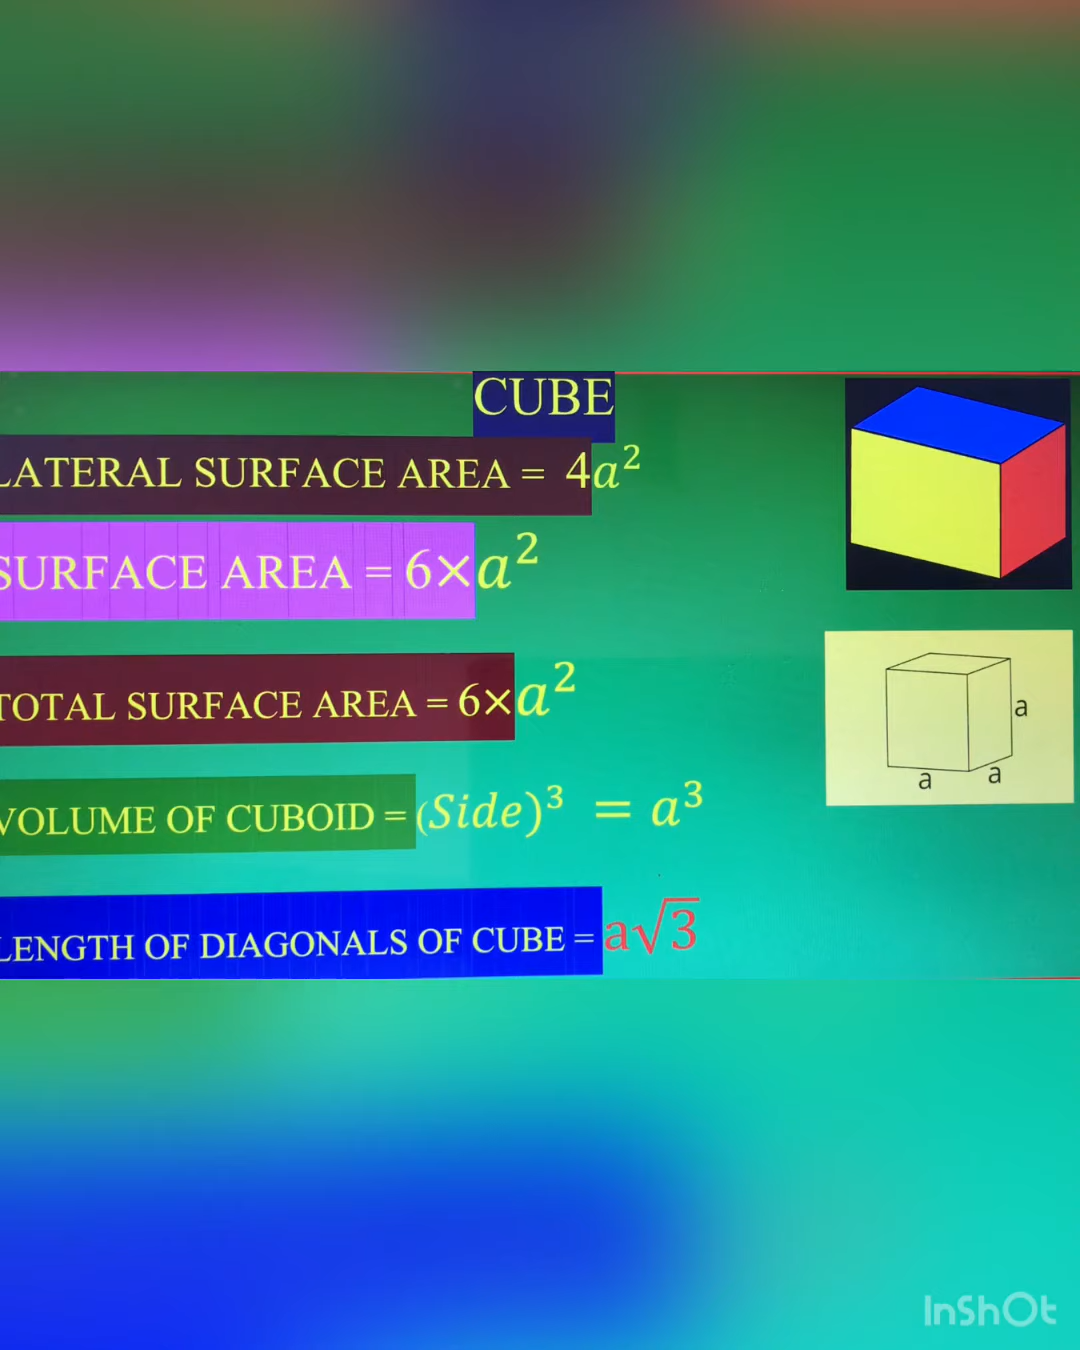 CUBE
LATERAL SURFACE AREA = 4a²
SURFACE AREA = 6×a²
TOTAL SURFACE AREA = 6×a²
VOLUME OF CUBOID = (Side)³ = a³
LENGTH OF DIAGONALS OF CUBE = a√3
a
a
a
InShOt